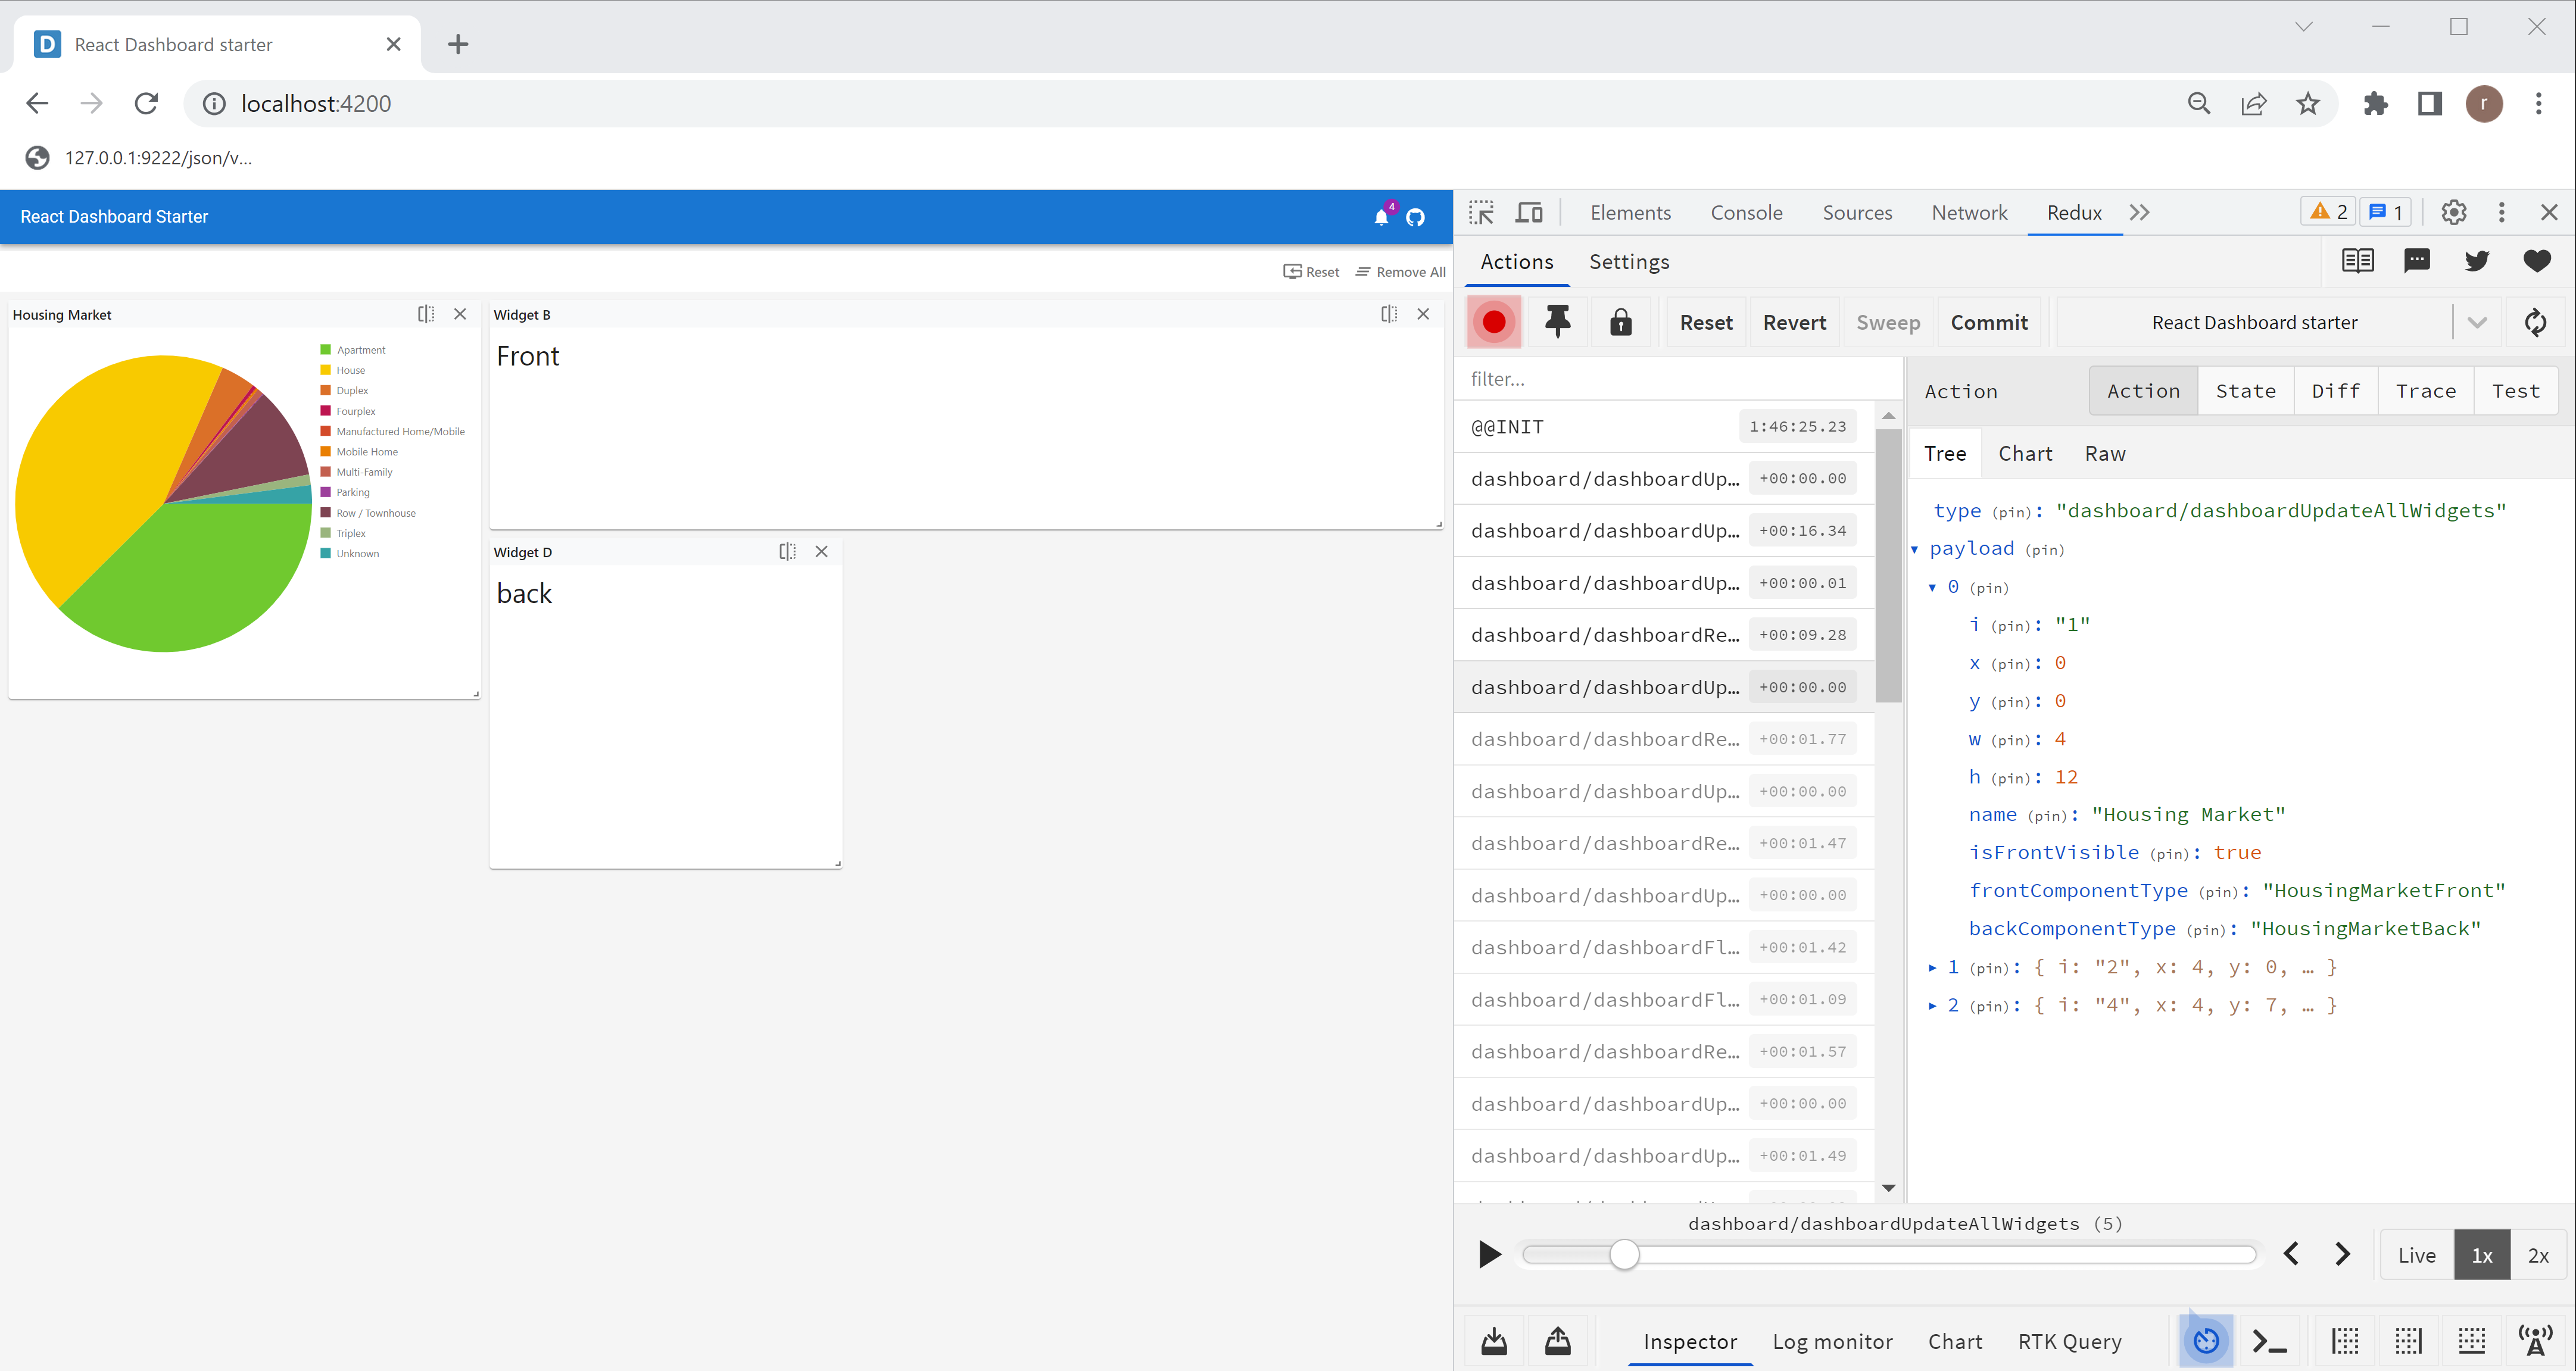 React Dashboard starter
localhost:4200
r
127.0.0.1:9222/json/v...
React Dashboard Starter
4
Reset
Remove All
Housing Market
Apartment
House
Duplex
Fourplex
Manufactured Home/Mobile
Mobile Home
Multi-Family
Parking
Row / Townhouse
Triplex
Unknown
Widget B
Front
Widget D
back
Elements Console Sources Network Redux 2 1
Actions Settings
Reset Revert Sweep Commit React Dashboard starter
filter...
@@INIT 1:46:25.23
dashboard/dashboardUp... +00:00.00
dashboard/dashboardUp... +00:16.34
dashboard/dashboardUp... +00:00.01
dashboard/dashboardRe... +00:09.28
dashboard/dashboardUp... +00:00.00
dashboard/dashboardRe... +00:01.77
dashboard/dashboardUp... +00:00.00
dashboard/dashboardRe... +00:01.47
dashboard/dashboardUp... +00:00.00
dashboard/dashboardFl... +00:01.42
dashboard/dashboardFl... +00:01.09
dashboard/dashboardRe... +00:01.57
dashboard/dashboardUp... +00:00.00
dashboard/dashboardUp... +00:01.49
Action Action State Diff Trace Test
Tree Chart Raw
type (pin): "dashboard/dashboardUpdateAllWidgets"
payload (pin)
0 (pin)
i (pin): "1"
x (pin): 0
y (pin): 0
w (pin): 4
h (pin): 12
name (pin): "Housing Market"
isFrontVisible (pin): true
frontComponentType (pin): "HousingMarketFront"
backComponentType (pin): "HousingMarketBack"
1 (pin): { i: "2", x: 4, y: 0, … }
2 (pin): { i: "4", x: 4, y: 7, … }
dashboard/dashboardUpdateAllWidgets (5)
Live 1x 2x
Inspector Log monitor Chart RTK Query